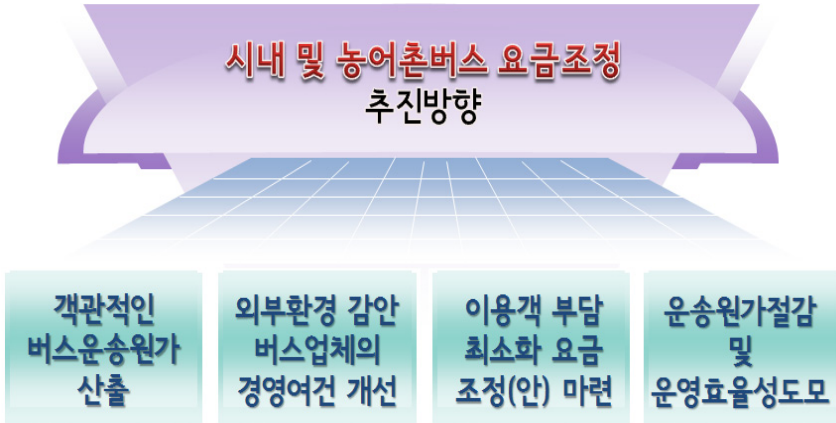 시내 및 농어촌버스 요금조정
추진방향
객관적인
버스운송원가
산출
외부환경 감안
버스업체의
경영여건 개선
이용객 부담
최소화 요금
조정(안) 마련
운송원가절감
및
운영효율성도모